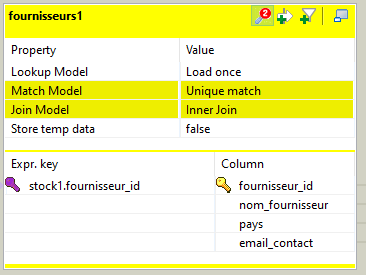 fournisseurs1 2
Property Value
Lookup Model Load once
Match Model Unique match
Join Model Inner Join
Store temp data false
Expr. key Column
stock1.fournisseur_id fournisseur_id
nom_fournisseur
pays
email_contact